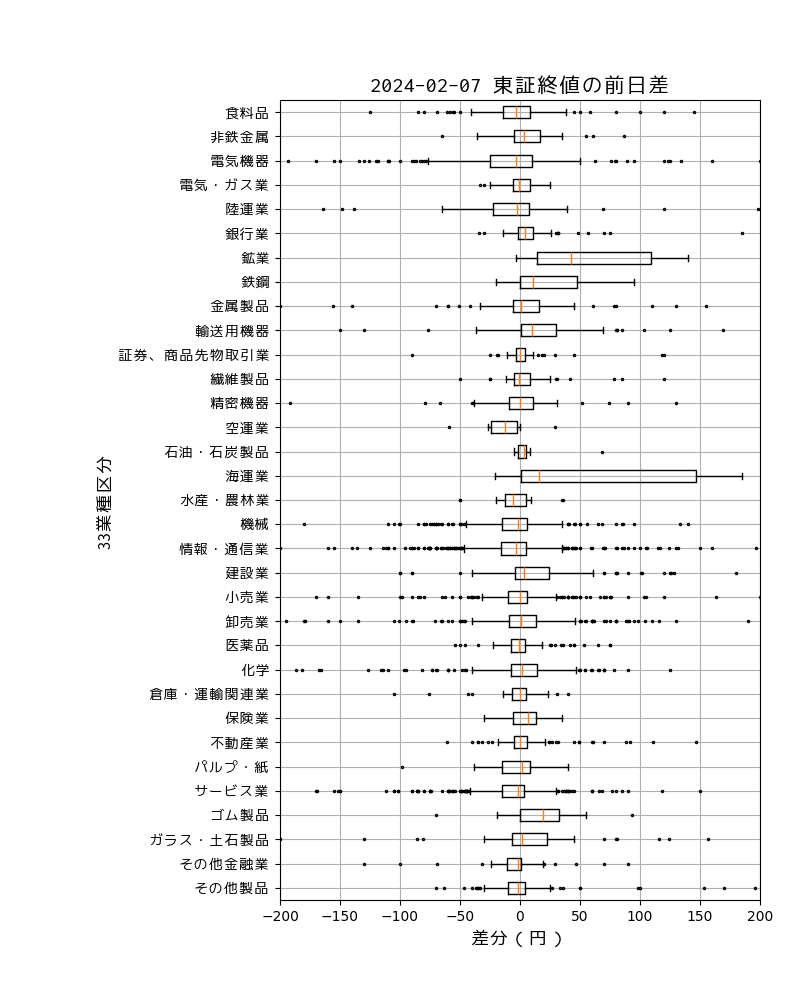 2024-02-07 東証終値の前日差
食料品
非鉄金属
電気機器
電気・ガス業
陸運業
銀行業
鉱業
鉄鋼
金属製品
輸送用機器
証券、商品先物取引業
繊維製品
精密機器
空運業
石油・石炭製品
海運業
水産・農林業
機械
情報・通信業
建設業
小売業
卸売業
医薬品
化学
倉庫・運輸関連業
保険業
不動産業
パルプ・紙
サービス業
ゴム製品
ガラス・土石製品
その他金融業
その他製品
33業種区分
−200 −150 −100 −50 0 50 100 150 200
差分（円）